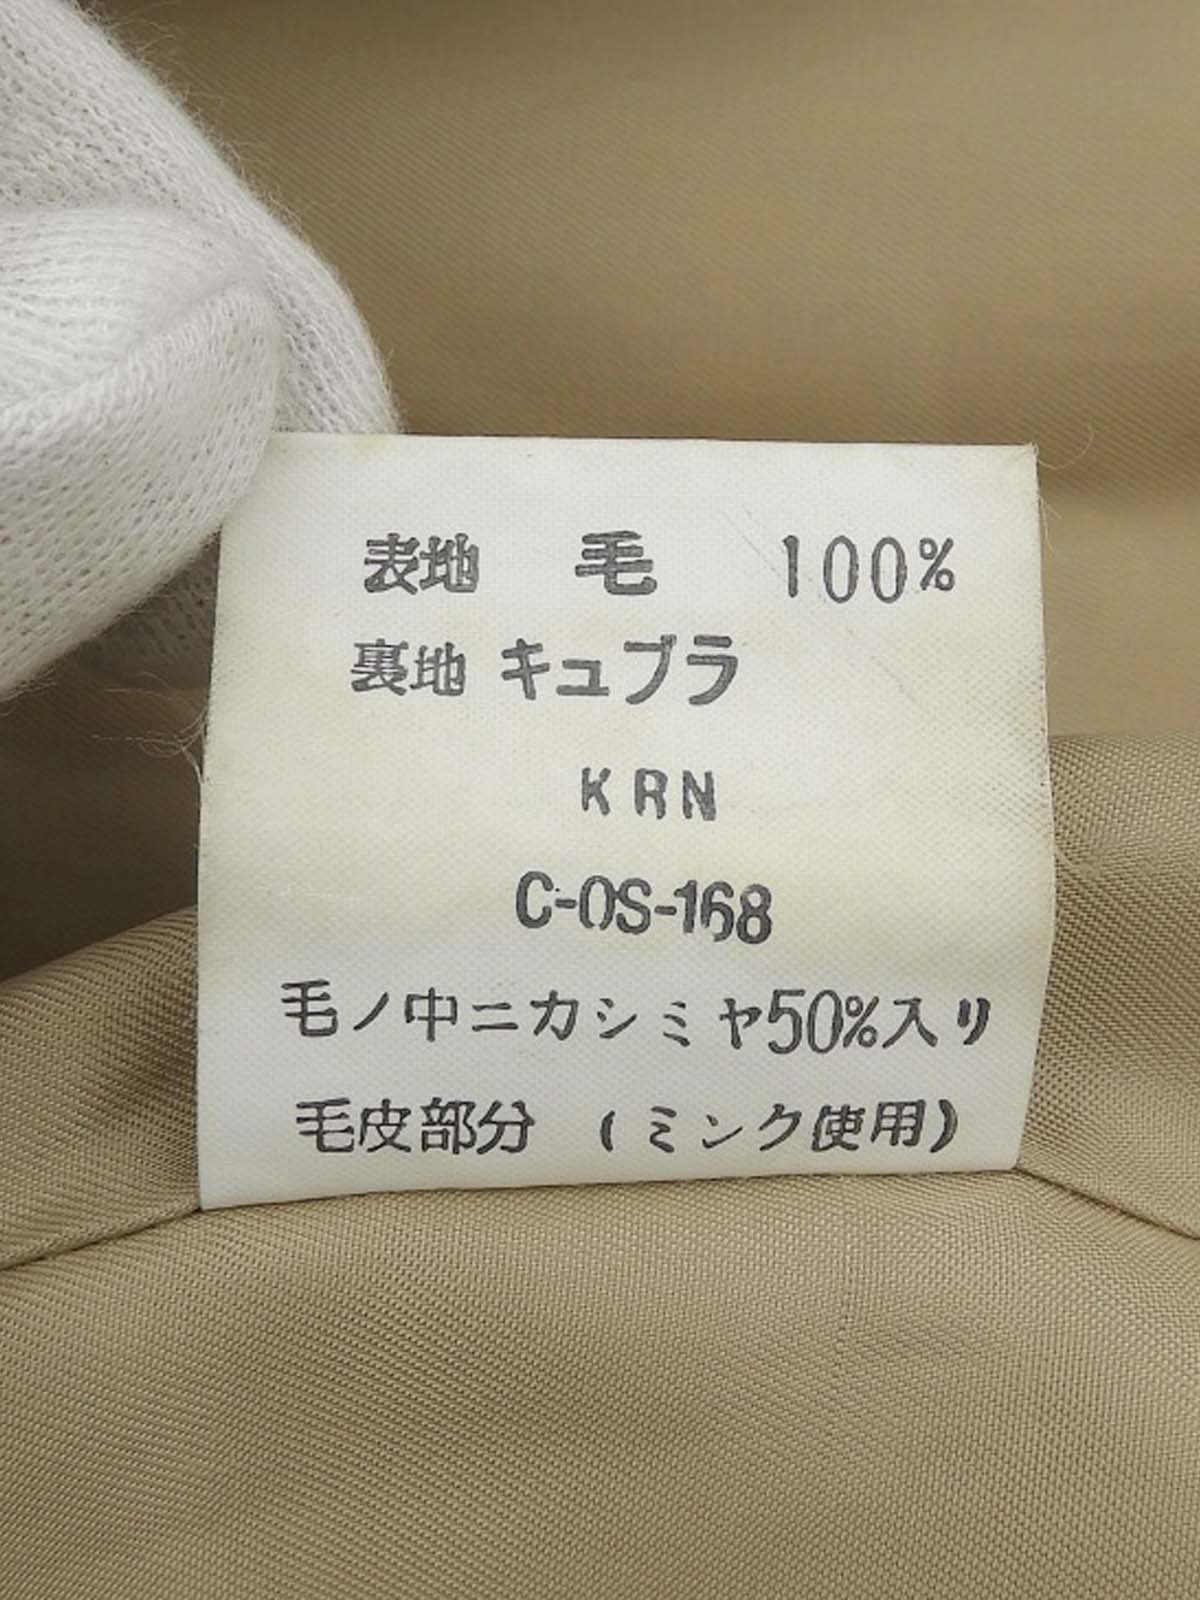 表地 毛 100%
裏地 キュプラ
KRN
C-OS-168
毛ノ中ニカシミヤ50%入リ
毛皮部分 (ミンク使用)